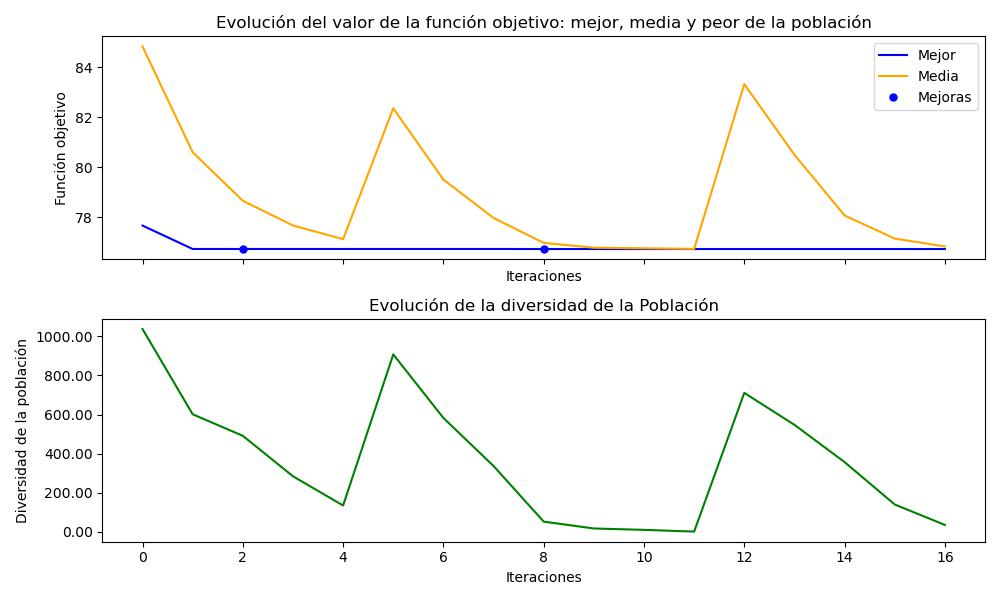 Evolución del valor de la función objetivo: mejor, media y peor de la población
Función objetivo
84
82
80
78
Mejor
Media
Mejoras
Iteraciones
Evolución de la diversidad de la Población
Diversidad de la población
1000.00
800.00
600.00
400.00
200.00
0.00
0 2 4 6 8 10 12 14 16
Iteraciones